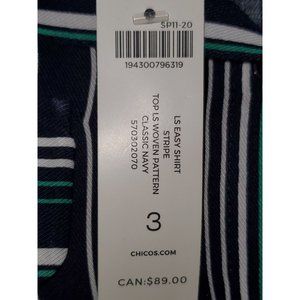 SP11-20
194300796319
LS EASY SHIRT
STRIPE
TOP LS WOVEN PATTERN
CLASSIC NAVY
570302070
3
CHICOS.COM
CAN:$89.00